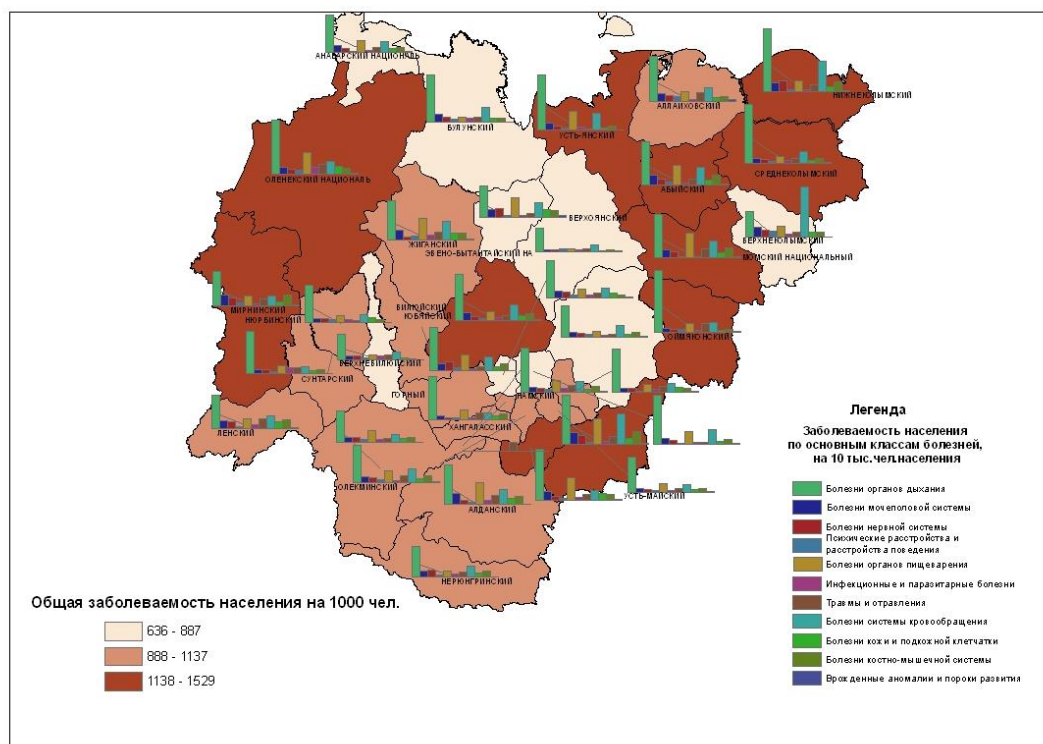 АНАБАРСКИЙ НАЦИОНАЛЬ
НИЖНЕКОЛЫМСКИЙ
АЛЛАИХОВСКИЙ
БУЛУНСКИЙ
УСТЬ-ЯНСКИЙ
СРЕДНЕКОЛЫМСКИЙ
ОЛЕНЕКСКИЙ НАЦИОНАЛЬ
АБЫЙСКИЙ
ВЕРХОЯНСКИЙ
ВЕРХНЕКОЛЫМСКИЙ
ЖИГАНСКИЙ
ЭВЕНО-БЫТАНТАЙСКИЙ НА
МОМСКИЙ НАЦИОНАЛЬНЫЙ
МИРНИНСКИЙ
ВИЛЮЙСКИЙ
НЮРБИНСКИЙ
КОБЯЙСКИЙ
ОЙМЯКОНСКИЙ
ВЕРХНЕВИЛЮЙСКИЙ
СУНТАРСКИЙ
ГОРНЫЙ
НАМСКИЙ
ХАНГАЛАССКИЙ
ЛЕНСКИЙ
ОЛЕКМИНСКИЙ
УСТЬ-МАЙСКИЙ
АЛДАНСКИЙ
НЕРЮНГРИНСКИЙ
Общая заболеваемость населения на 1000 чел.
636 - 887
888 - 1137
1138 - 1529
Легенда
Заболеваемость населения
по основным классам болезней,
на 10 тыс.чел.населения
Болезни органов дыхания
Болезни мочеполовой системы
Болезни нервной системы
Психические расстройства и
расстройства поведения
Болезни органов пищеварения
Инфекционные и паразитарные болезни
Травмы и отравления
Болезни системы кровообращения
Болезни кожи и подкожной клетчатки
Болезни костно-мышечной системы
Врожденные аномалии и пороки развития